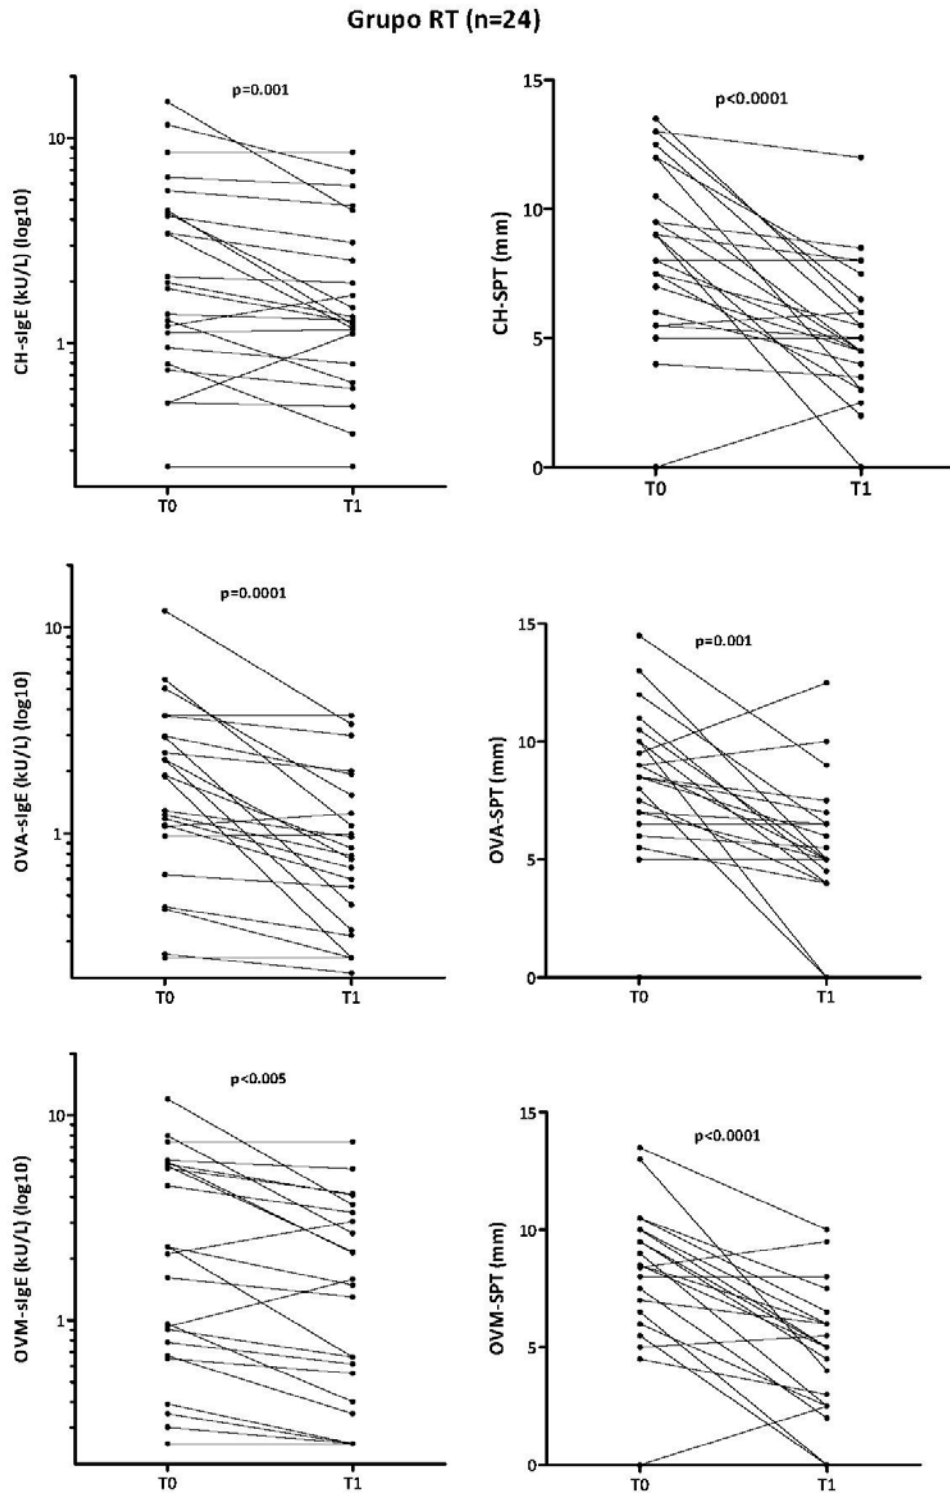 Grupo RT (n=24)
p=0.001
CH-sIgE (kU/L) (log10)
10
1
T0 T1
p<0.0001
CH-SPT (mm)
15
10
5
0
T0 T1
p=0.0001
OVA-sIgE (kU/L) (log10)
10
1
T0 T1
p=0.001
OVA-SPT (mm)
15
10
5
0
T0 T1
p<0.005
OVM-sIgE (kU/L) (log10)
10
1
T0 T1
p<0.0001
OVM-SPT (mm)
15
10
5
0
T0 T1